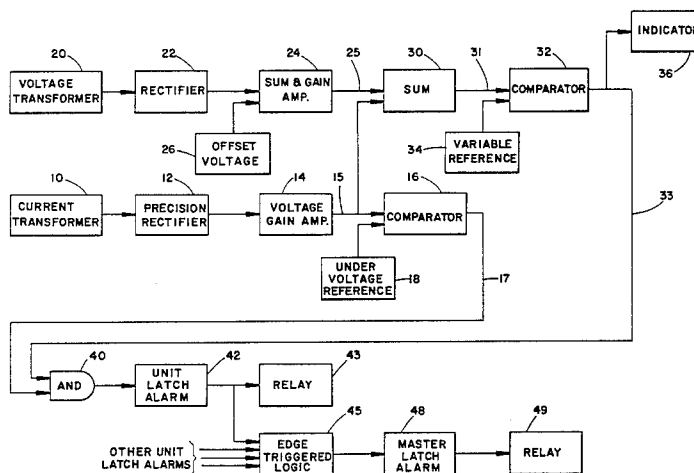 20
22
24
25
30
31
32
INDICATOR
36
VOLTAGE
TRANSFORMER
RECTIFIER
SUM & GAIN
AMP.
SUM
COMPARATOR
26
OFFSET
VOLTAGE
34
VARIABLE
REFERENCE
10
12
14
15
16
33
CURRENT
TRANSFORMER
PRECISION
RECTIFIER
VOLTAGE
GAIN AMP.
COMPARATOR
UNDER
VOLTAGE
REFERENCE
18
17
40
42
43
AND
UNIT
LATCH
ALARM
RELAY
45
48
49
OTHER UNIT
LATCH ALARMS
EDGE
TRIGGERED
LOGIC
MASTER
LATCH
ALARM
RELAY